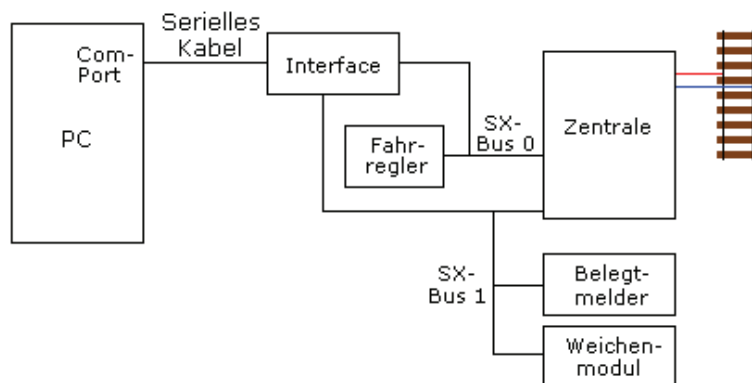 Serielles
Kabel
Com-
Port
PC
Interface
Fahr-
regler
SX-
Bus 0
Zentrale
SX-
Bus 1
Belegt-
melder
Weichen-
modul